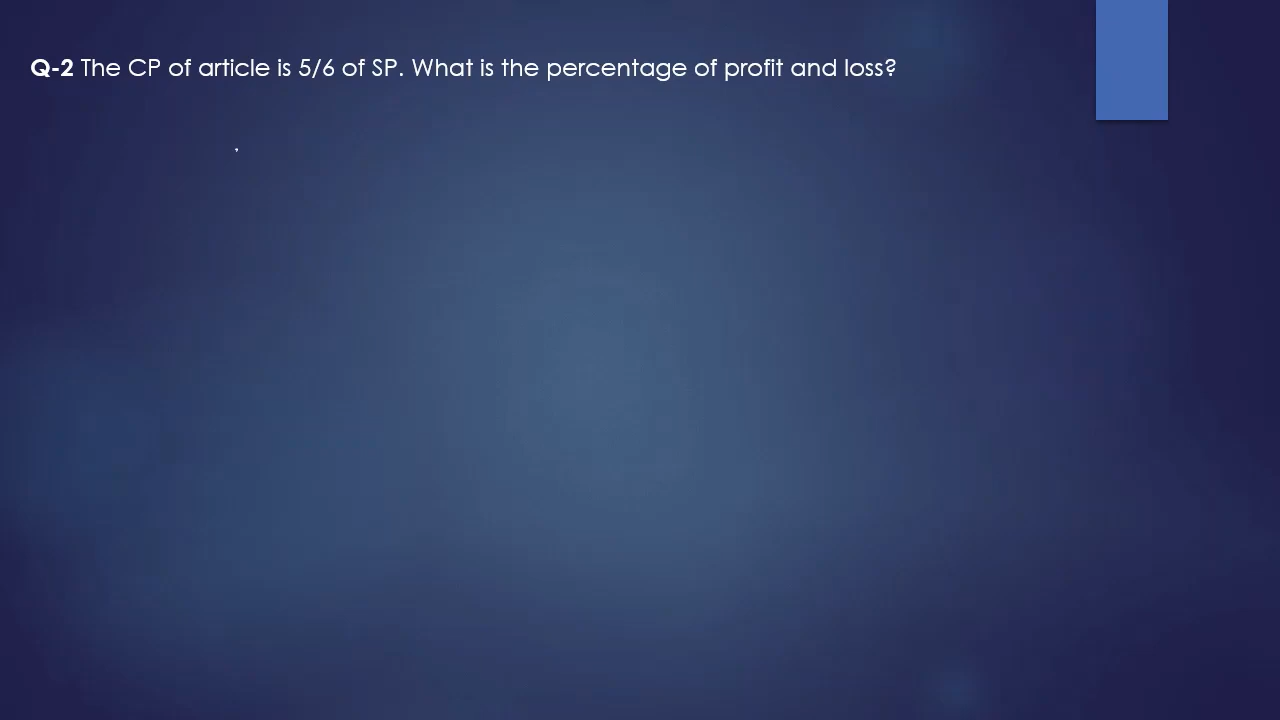 Q-2 The CP of article is 5/6 of SP. What is the percentage of profit and loss?